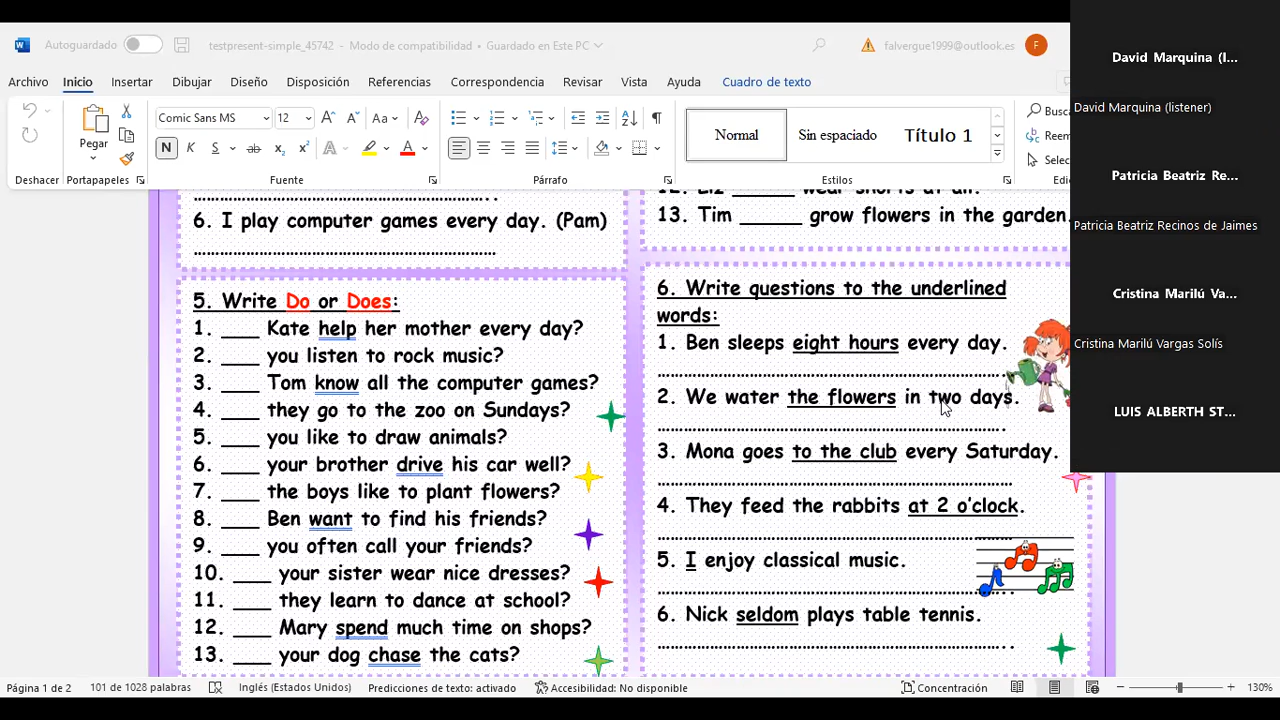 Autoguardado
testpresent-simple_45742 - Modo de compatibilidad • Guardado en Este PC
falvergue1999@outlook.es
F
Archivo Inicio Insertar Dibujar Diseño Disposición Referencias Correspondencia Revisar Vista Ayuda Cuadro de texto
Pegar
Comic Sans MS 12
N K S ab x₂ x² A A
Normal
Sin espaciado
Título 1
Deshacer Portapapeles Fuente Párrafo Estilos
6. I play computer games every day. (Pam)
................................................................
5. Write Do or Does:
1. ___ Kate help her mother every day?
2. ___ you listen to rock music?
3. ___ Tom know all the computer games?
4. ___ they go to the zoo on Sundays?
5. ___ you like to draw animals?
6. ___ your brother drive his car well?
7. ___ the boys like to plant flowers?
8. ___ Ben want to find his friends?
9. ___ you often call your friends?
10. ___ your sister wear nice dresses?
11. ___ they learn to dance at school?
12. ___ Mary spend much time on shops?
13. ___ your dog chase the cats?
12. Liz _____ wear shorts at all.
13. Tim _____ grow flowers in the garden.
6. Write questions to the underlined
words:
1. Ben sleeps eight hours every day.
2. We water the flowers in two days.
3. Mona goes to the club every Saturday.
4. They feed the rabbits at 2 o'clock.
5. I enjoy classical music.
6. Nick seldom plays table tennis.
David Marquina (l...
David Marquina (listener)
Patricia Beatriz Re...
Patricia Beatriz Recinos de Jaimes
Cristina Marilú Va...
Cristina Marilú Vargas Solís
LUIS ALBERTH ST...
Página 1 de 2 101 de 1028 palabras Inglés (Estados Unidos) Predicciones de texto: activado Accesibilidad: No disponible Concentración 130%